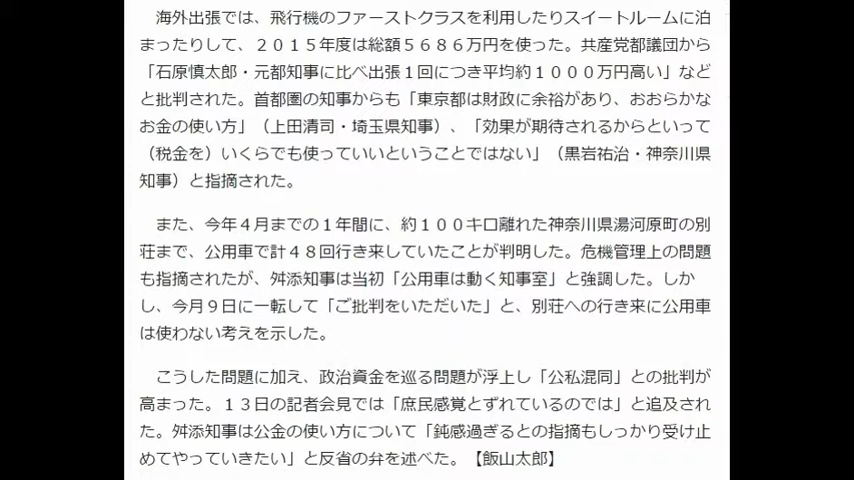 海外出張では、飛行機のファーストクラスを利用したりスイートルームに泊
まったりして、２０１５年度は総額５６８６万円を使った。共産党都議団から
「石原慎太郎・元都知事に比べ出張１回につき平均約１０００万円高い」など
と批判された。首都圏の知事からも「東京都は財政に余裕があり、おおらかな
お金の使い方」（上田清司・埼玉県知事）、「効果が期待されるからといって
（税金を）いくらでも使っていいということではない」（黒岩祐治・神奈川県
知事）と指摘された。
また、今年４月までの１年間に、約１００キロ離れた神奈川県湯河原町の別
荘まで、公用車で計４８回行き来していたことが判明した。危機管理上の問題
も指摘されたが、舛添知事は当初「公用車は動く知事室」と強調した。しか
し、今月９日に一転して「ご批判をいただいた」と、別荘への行き来に公用車
は使わない考えを示した。
こうした問題に加え、政治資金を巡る問題が浮上し「公私混同」との批判が
高まった。１３日の記者会見では「庶民感覚とずれているのでは」と追及され
た。舛添知事は公金の使い方について「鈍感過ぎるとの指摘もしっかり受け止
めてやっていきたい」と反省の弁を述べた。【飯山太郎】